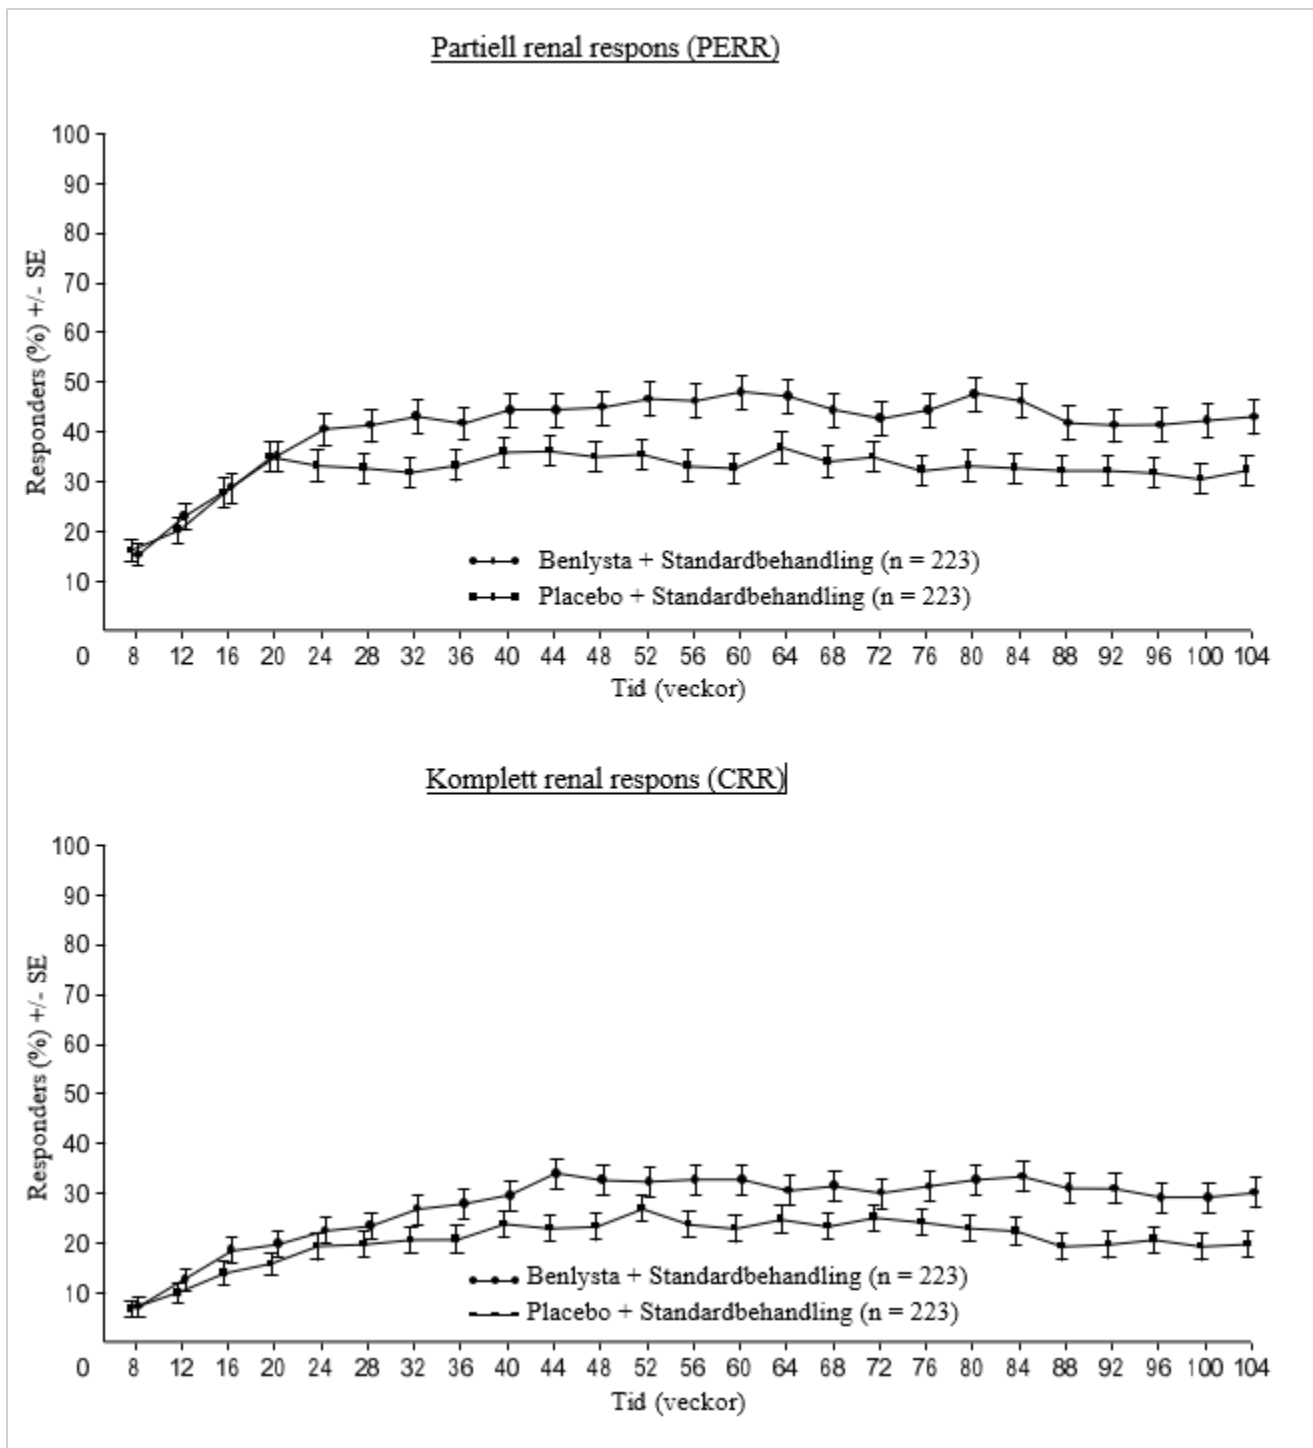 Partiell renal respons (PERR)
100
90
80
70
60
50
40
30
20
10
Responders (%) +/- SE
Benlysta + Standardbehandling (n = 223)
Placebo + Standardbehandling (n = 223)
0 8 12 16 20 24 28 32 36 40 44 48 52 56 60 64 68 72 76 80 84 88 92 96 100 104
Tid (veckor)
Komplett renal respons (CRR)
100
90
80
70
60
50
40
30
20
10
Responders (%) +/- SE
Benlysta + Standardbehandling (n = 223)
Placebo + Standardbehandling (n = 223)
0 8 12 16 20 24 28 32 36 40 44 48 52 56 60 64 68 72 76 80 84 88 92 96 100 104
Tid (veckor)